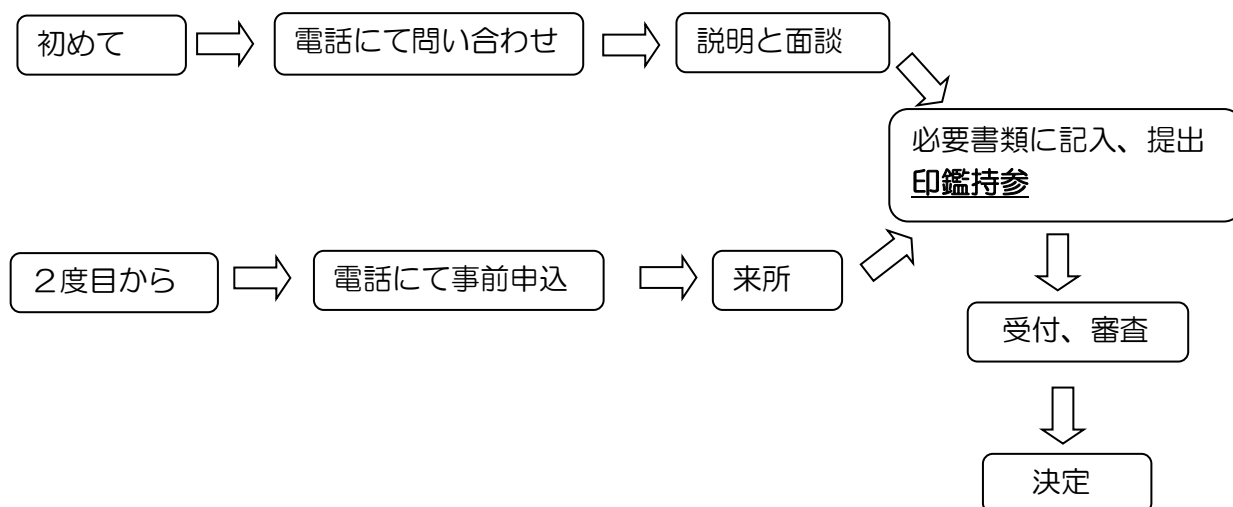 初めて
電話にて問い合わせ
説明と面談
必要書類に記入、提出
印鑑持参
２度目から
電話にて事前申込
来所
受付、審査
決定